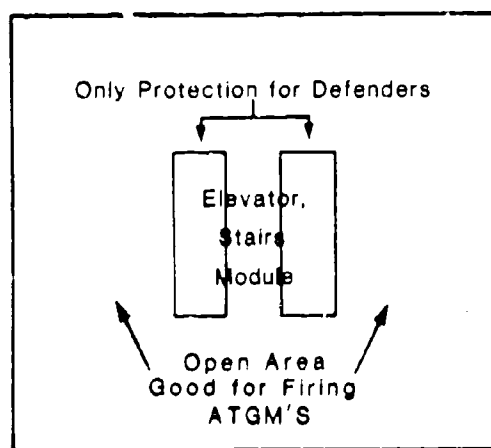 Only Protection for Defenders
Elevator,
Stairs
Module
Open Area
Good for Firing
ATGM'S